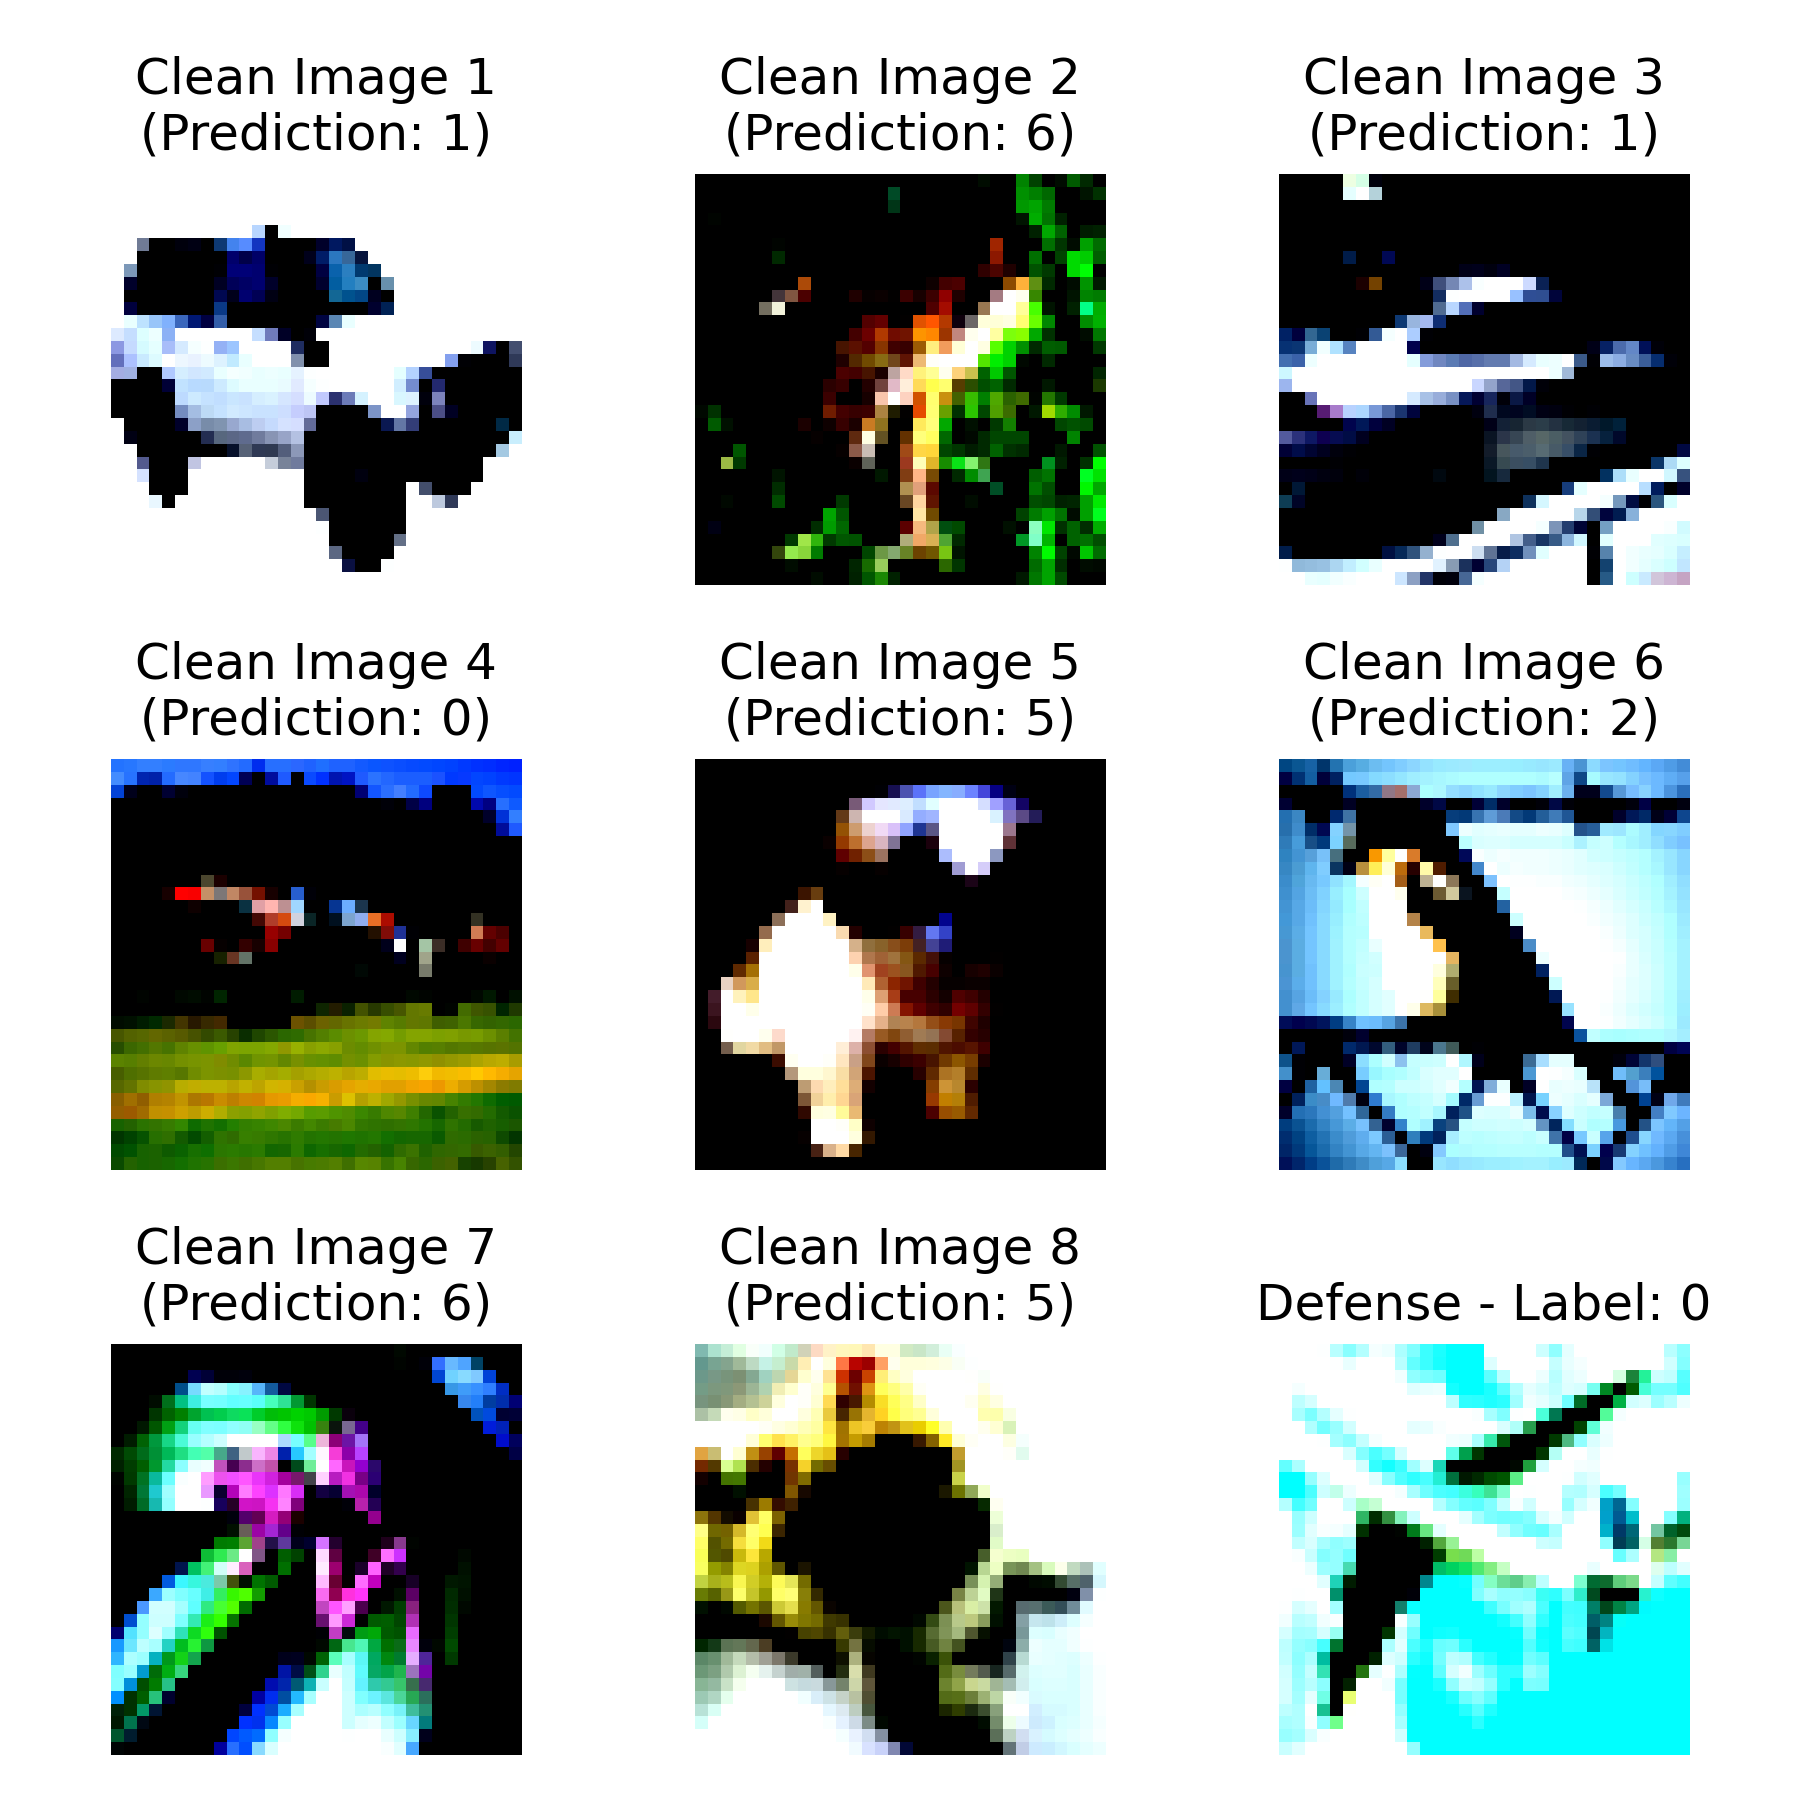 Clean Image 1
(Prediction: 1)
Clean Image 2
(Prediction: 6)
Clean Image 3
(Prediction: 1)
Clean Image 4
(Prediction: 0)
Clean Image 5
(Prediction: 5)
Clean Image 6
(Prediction: 2)
Clean Image 7
(Prediction: 6)
Clean Image 8
(Prediction: 5)
Defense - Label: 0